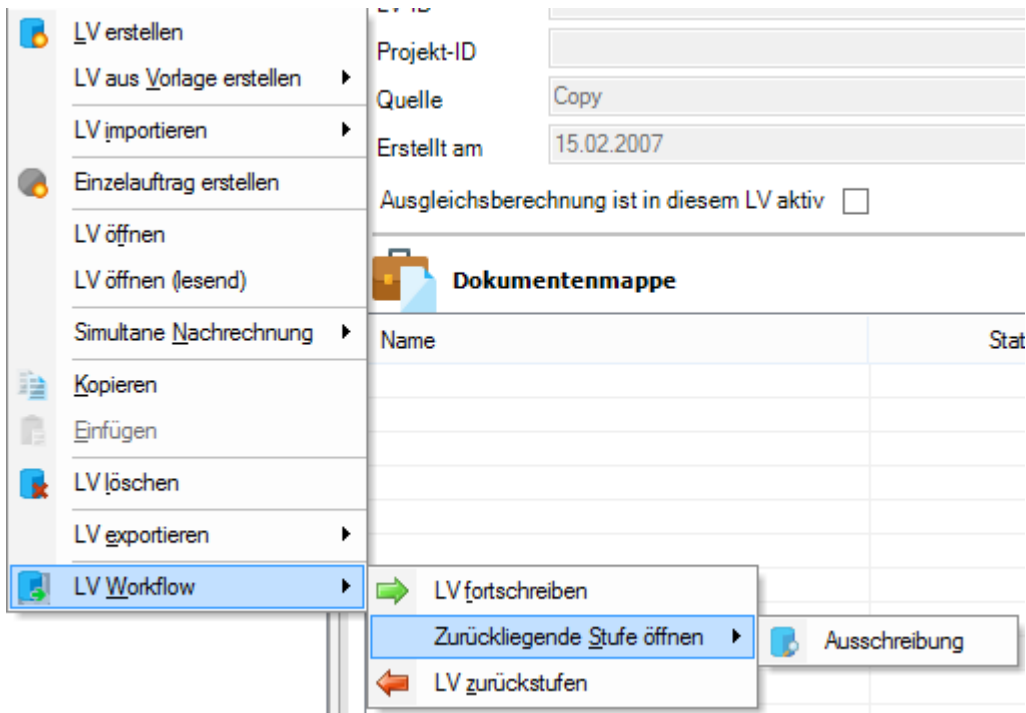 LV erstellen
LV aus Vorlage erstellen
LV importieren
Einzelauftrag erstellen
LV öffnen
LV öffnen (lesend)
Simultane Nachrechnung
Kopieren
Einfügen
LV löschen
LV exportieren
LV Workflow
Projekt-ID
Quelle Copy
Erstellt am 15.02.2007
Ausgleichsberechnung ist in diesem LV aktiv
Dokumentenmappe
Name Stat
LV fortschreiben
Zurückliegende Stufe öffnen
LV zurückstufen
Ausschreibung